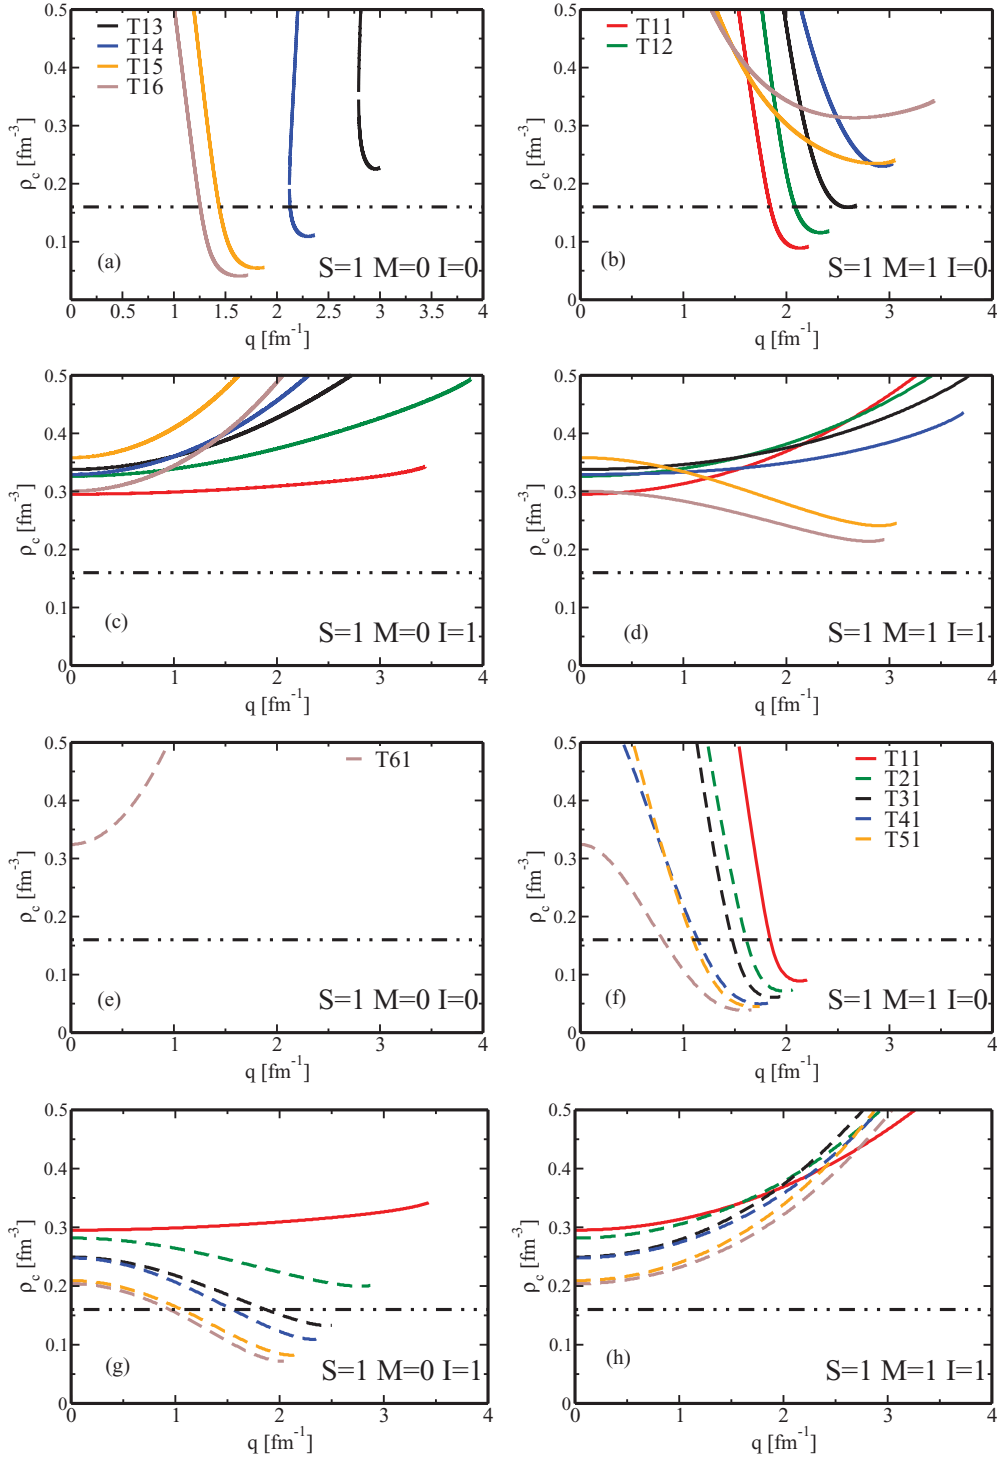 T13
T14
T15
T16
0.5
0.4
0.3
0.2
0.1
0
ρc [fm-3]
(a)
S=1 M=0 I=0
0 0.5 1 1.5 2 2.5 3 3.5 4
q [fm-1]
T11
T12
0.5
0.4
0.3
0.2
0.1
0
ρc [fm-3]
(b)
S=1 M=1 I=0
0 1 2 3 4
q [fm-1]
0.5
0.4
0.3
0.2
0.1
0
ρc [fm-3]
(c)
S=1 M=0 I=1
0 1 2 3 4
q [fm-1]
0.5
0.4
0.3
0.2
0.1
0
ρc [fm-3]
(d)
S=1 M=1 I=1
0 1 2 3 4
q [fm-1]
T61
0.5
0.4
0.3
0.2
0.1
0
ρc [fm-3]
(e)
S=1 M=0 I=0
0 1 2 3 4
q [fm-1]
T11
T21
T31
T41
T51
0.5
0.4
0.3
0.2
0.1
0
ρc [fm-3]
(f)
S=1 M=1 I=0
0 1 2 3 4
q [fm-1]
0.5
0.4
0.3
0.2
0.1
0
ρc [fm-3]
(g)
S=1 M=0 I=1
0 1 2 3 4
q [fm-1]
0.5
0.4
0.3
0.2
0.1
0
ρc [fm-3]
(h)
S=1 M=1 I=1
0 1 2 3 4
q [fm-1]